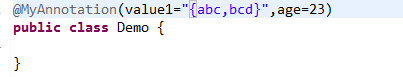 @MyAnnotation(value1="{abc,bcd}",age=23)
public class Demo {
}